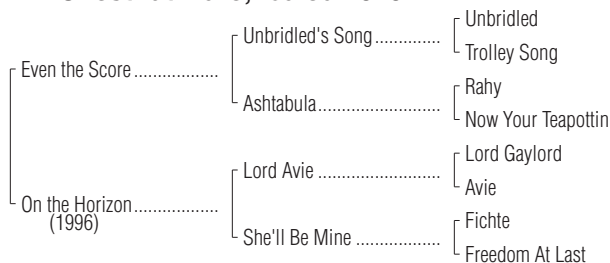 Unbridled
Unbridled's Song
Trolley Song
Even the Score
Rahy
Ashtabula
Now Your Teapottin
Lord Gaylord
Lord Avie
Avie
On the Horizon
(1996)
Fichte
She'll Be Mine
Freedom At Last